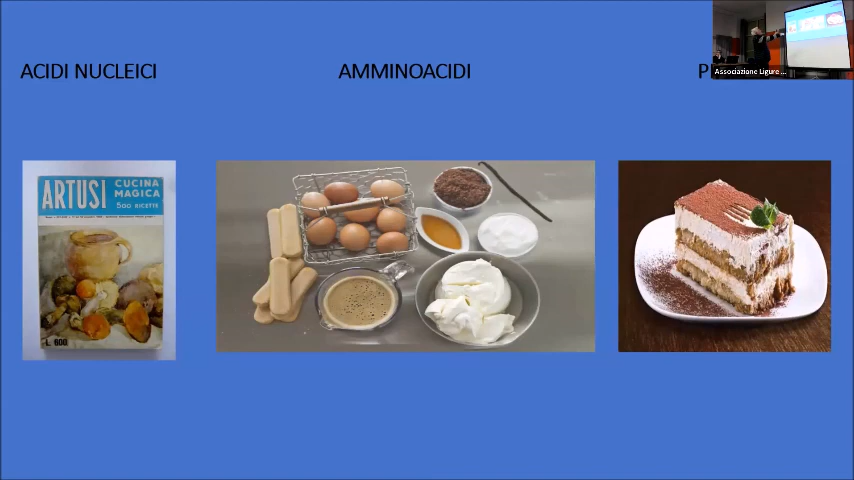 ACIDI NUCLEICI
AMMINOACIDI
Associazione Ligure ...
ARTUSI
CUCINA
MAGICA
500 RICETTE
L. 600